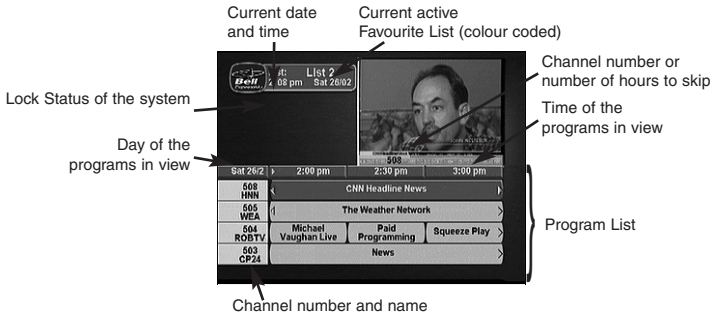 Current date
and time
Current active
Favourite List (colour coded)
Channel number or
number of hours to skip
Lock Status of the system
Time of the
programs in view
Day of the
programs in view
Bell
List 2
:08 pm Sat 26/02
508
Sat 26/2 2:00 pm 2:30 pm 3:00 pm
508
HNN
CNN Headline News
505
WEA
The Weather Network
504
ROBTV
Michael
Vaughan Live
Paid
Programming
Squeeze Play
503
CP24
News
Program List
Channel number and name